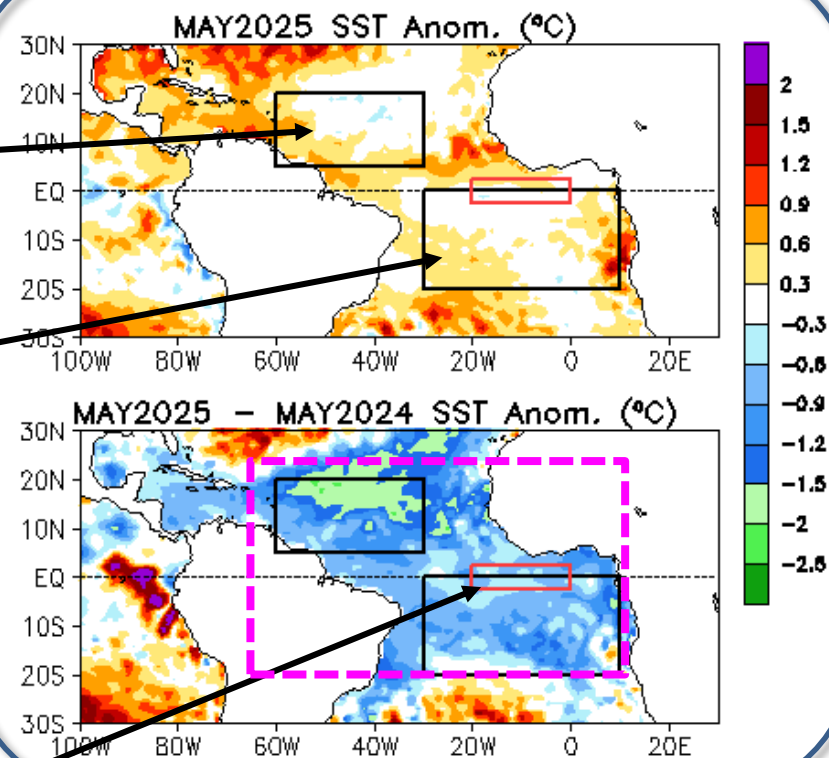 MAY2025 SST Anom. (ºC)
30N
20N
10N
EQ
10S
20S
30S
100W 80W 60W 40W 20W 0 20E
2
1.5
1.2
0.9
0.6
0.3
-0.3
-0.6
-0.9
-1.2
-1.5
-2
-2.5
MAY2025 - MAY2024 SST Anom. (ºC)
30N
20N
10N
EQ
10S
20S
30S
100W 80W 60W 40W 20W 0 20E